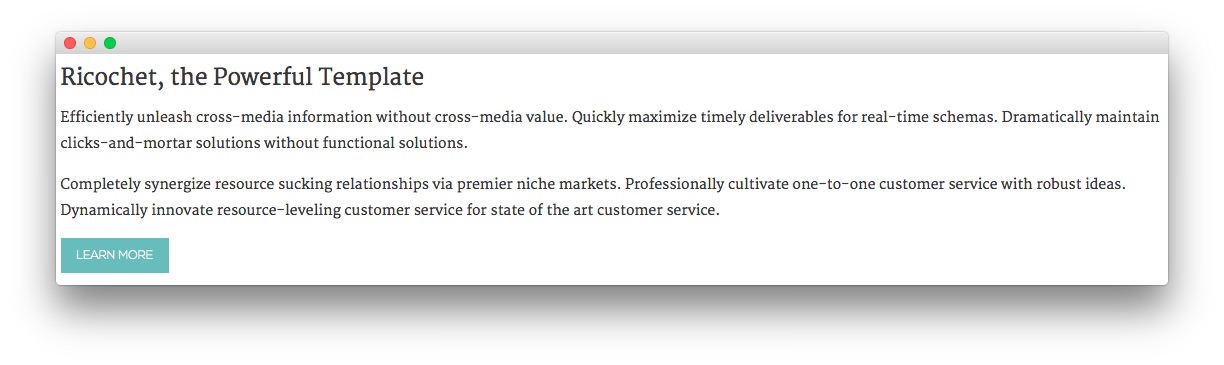 Ricochet, the Powerful Template
Efficiently unleash cross-media information without cross-media value. Quickly maximize timely deliverables for real-time schemas. Dramatically maintain
clicks-and-mortar solutions without functional solutions.
Completely synergize resource sucking relationships via premier niche markets. Professionally cultivate one-to-one customer service with robust ideas.
Dynamically innovate resource-leveling customer service for state of the art customer service.
LEARN MORE